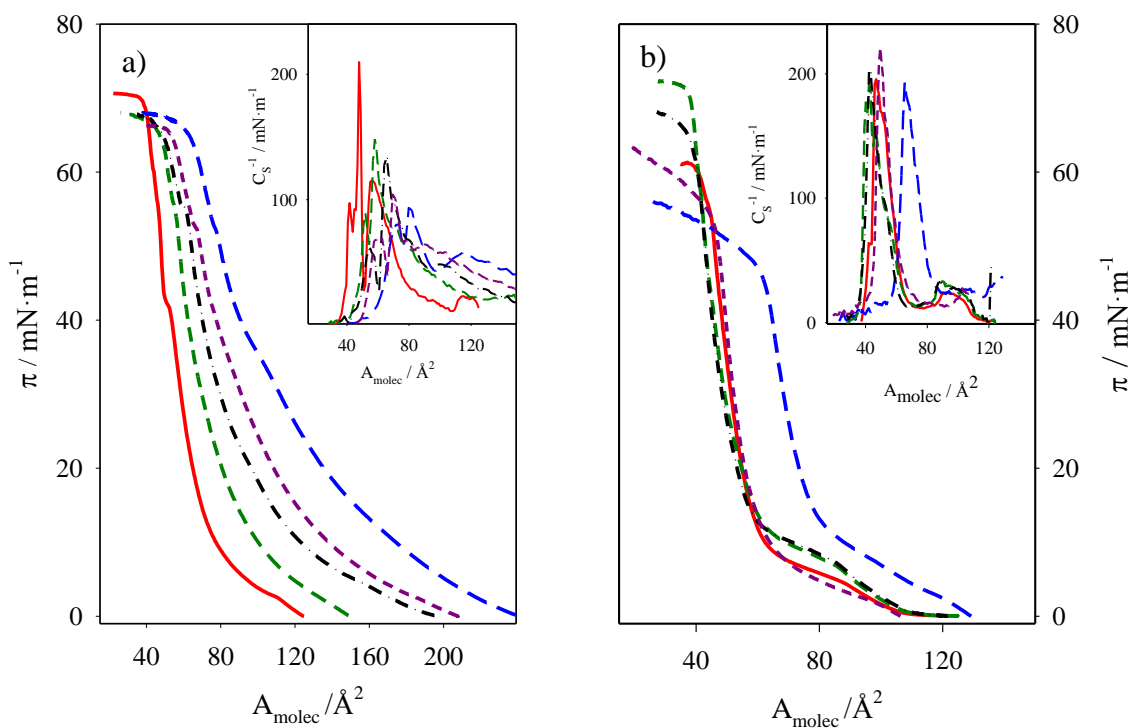 80
60
40
20
0
π / mN·m⁻¹
a)
200
100
C_S⁻¹ / mN·m⁻¹
40 80 120
A_molec / Å²
40 80 120 160 200
A_molec /Å²
b)
200
100
0
C_S⁻¹ / mN·m⁻¹
40 80 120
A_molec / Å²
40 80 120
A_molec /Å²
80
60
40
20
0
π / mN·m⁻¹